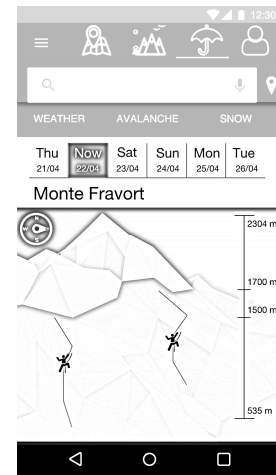 12:30
WEATHER AVALANCHE SNOW
Thu Now Sat Sun Mon Tue
21/04 22/04 23/04 24/04 25/04 26/04
Monte Fravort
N
W E
S
2304 m
1700 m
1500 m
535 m